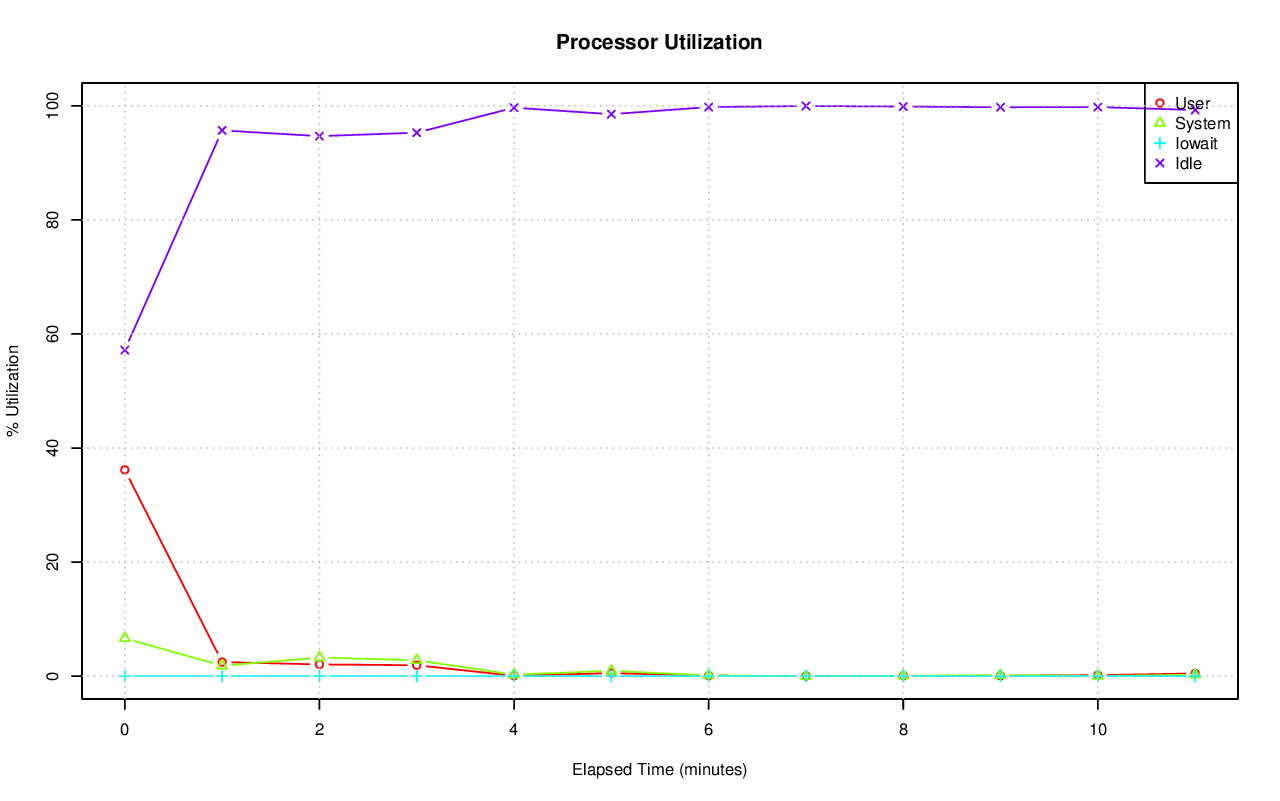 Processor Utilization
% Utilization
100
80
60
40
20
0
0 2 4 6 8 10
Elapsed Time (minutes)
User
System
Iowait
Idle